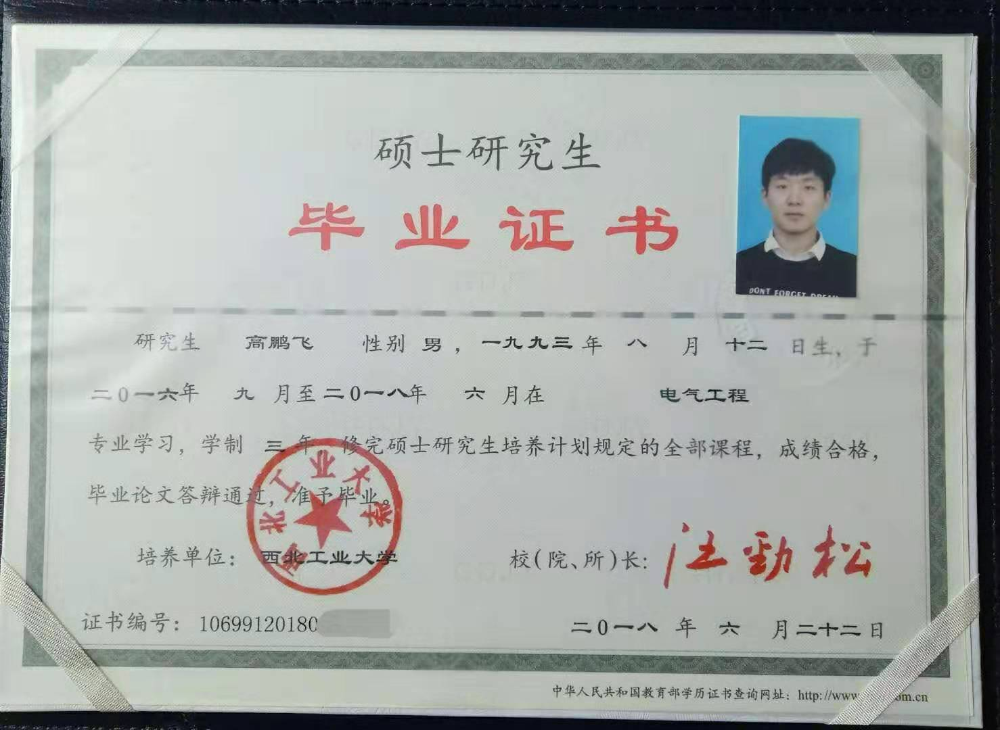 硕士研究生
毕业证书
DONT FORGET
研究生 高鹏飞 性别 男，一九九三年 八 月 十二 日生，于
二0一六年 九 月至二0一八年 六 月在 电气工程
专业学习，学制 三 年，修完硕士研究生培养计划规定的全部课程，成绩合格，
毕业论文答辩通过，准予毕业。
西北工业大学
培养单位：西北工业大学 校(院、所)长: 汪劲松
证书编号：10699120180 二0一八 年 六 月二十二日
中华人民共和国教育部学历证书查询网址：http://www. om.cn